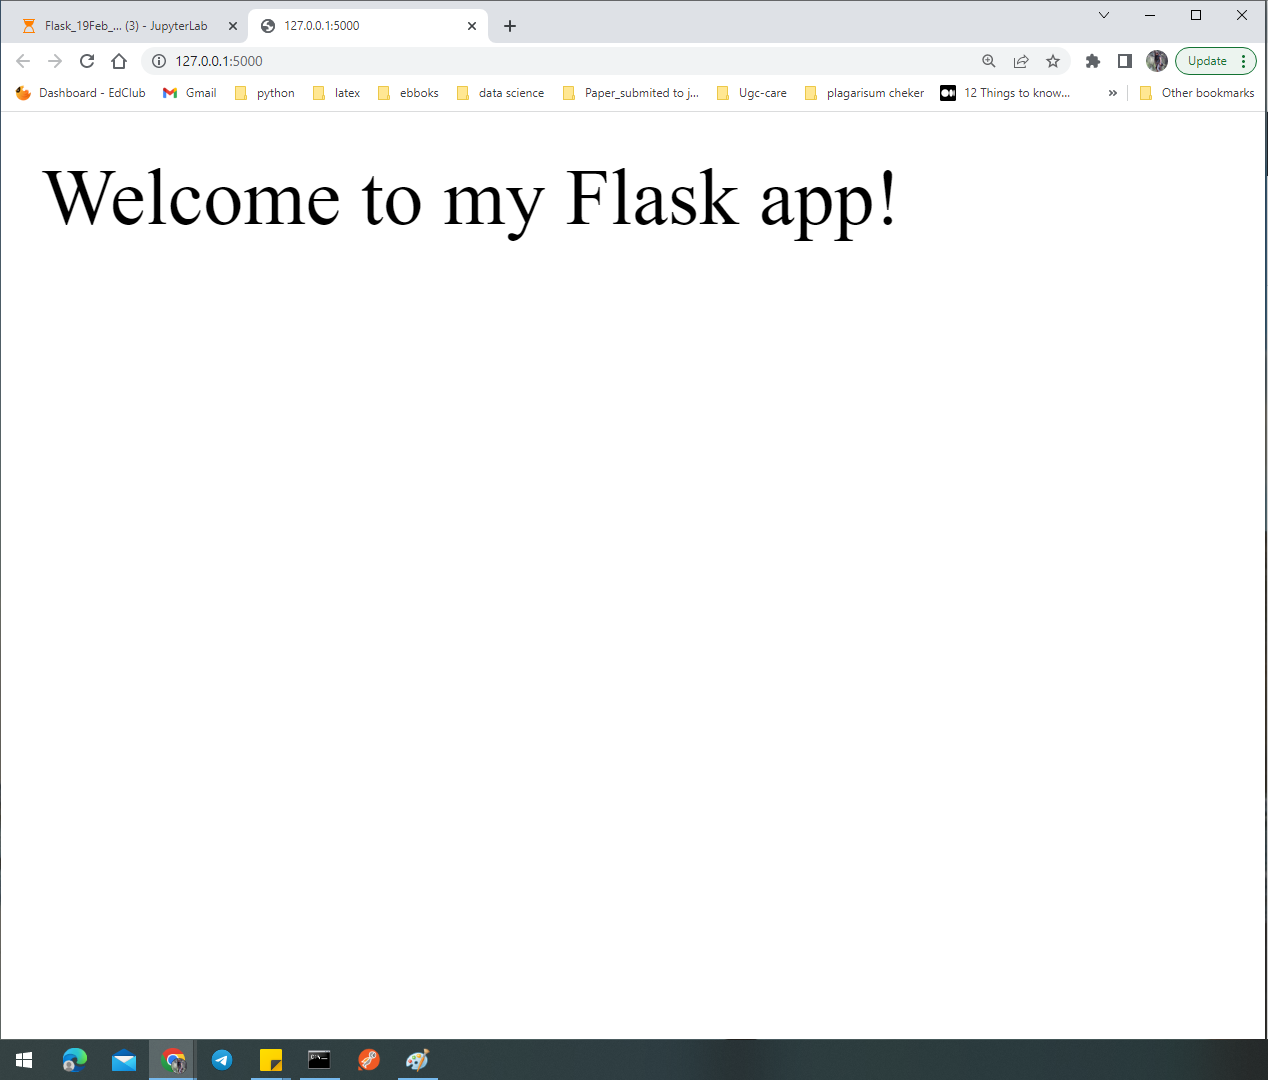 Flask_19Feb_... (3) - JupyterLab
127.0.0.1:5000
127.0.0.1:5000
Update
Dashboard - EdClub
Gmail
python
latex
ebboks
data science
Paper_submited to j...
Ugc-care
plagarisum cheker
12 Things to know...
»
Other bookmarks
Welcome to my Flask app!